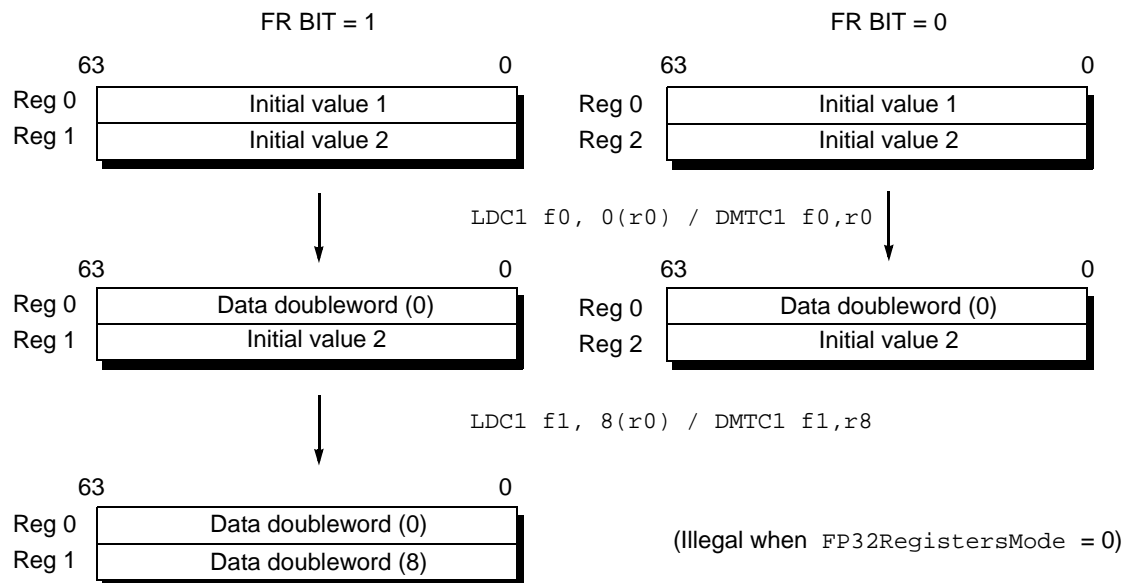 FR BIT = 1 FR BIT = 0
63 0 63 0
Reg 0 Initial value 1 Reg 0 Initial value 1
Reg 1 Initial value 2 Reg 2 Initial value 2
LDC1 f0, 0(r0) / DMTC1 f0,r0
63 0 63 0
Reg 0 Data doubleword (0) Reg 0 Data doubleword (0)
Reg 1 Initial value 2 Reg 2 Initial value 2
LDC1 f1, 8(r0) / DMTC1 f1,r8
63 0
Reg 0 Data doubleword (0)
Reg 1 Data doubleword (8)
(Illegal when FP32RegistersMode = 0)